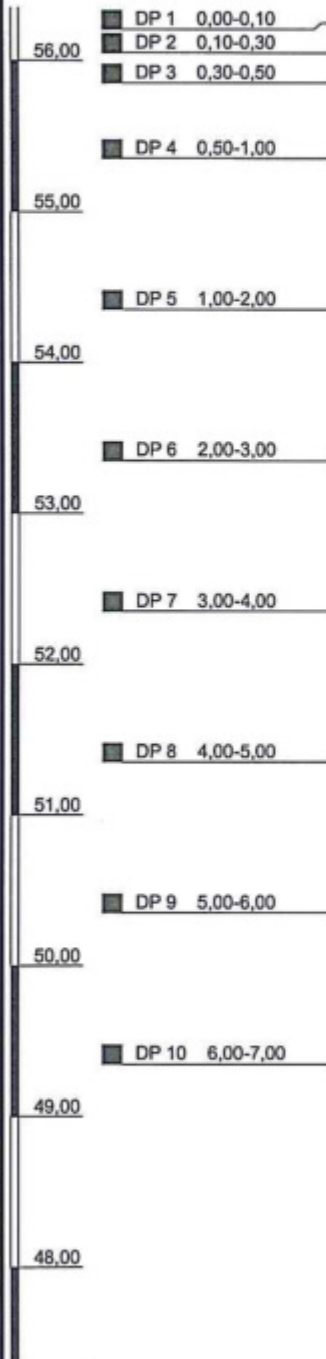 DP 1 0,00-0,10
DP 2 0,10-0,30
56,00
DP 3 0,30-0,50
DP 4 0,50-1,00
55,00
DP 5 1,00-2,00
54,00
DP 6 2,00-3,00
53,00
DP 7 3,00-4,00
52,00
DP 8 4,00-5,00
51,00
DP 9 5,00-6,00
50,00
DP 10 6,00-7,00
49,00
48,00